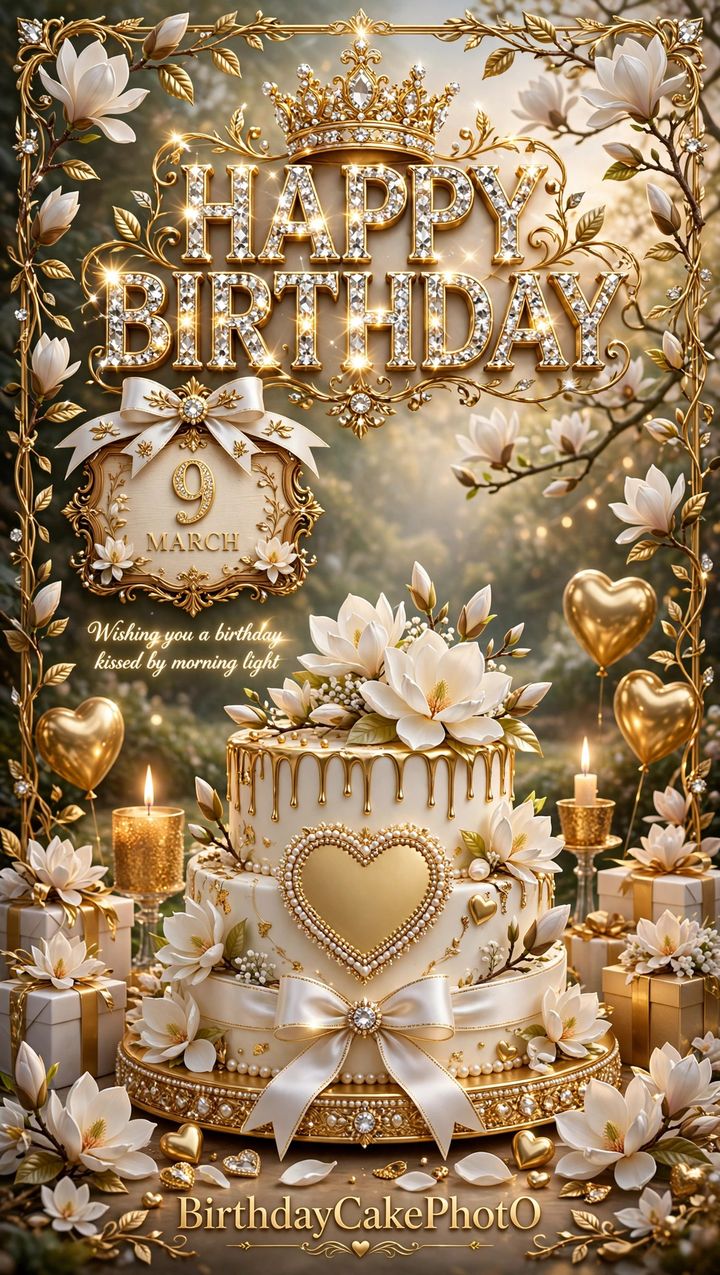 HAPPY
BIRTHDAY
9
MARCH
Wishing you a birthday
kissed by morning light
BirthdayCakePhotO